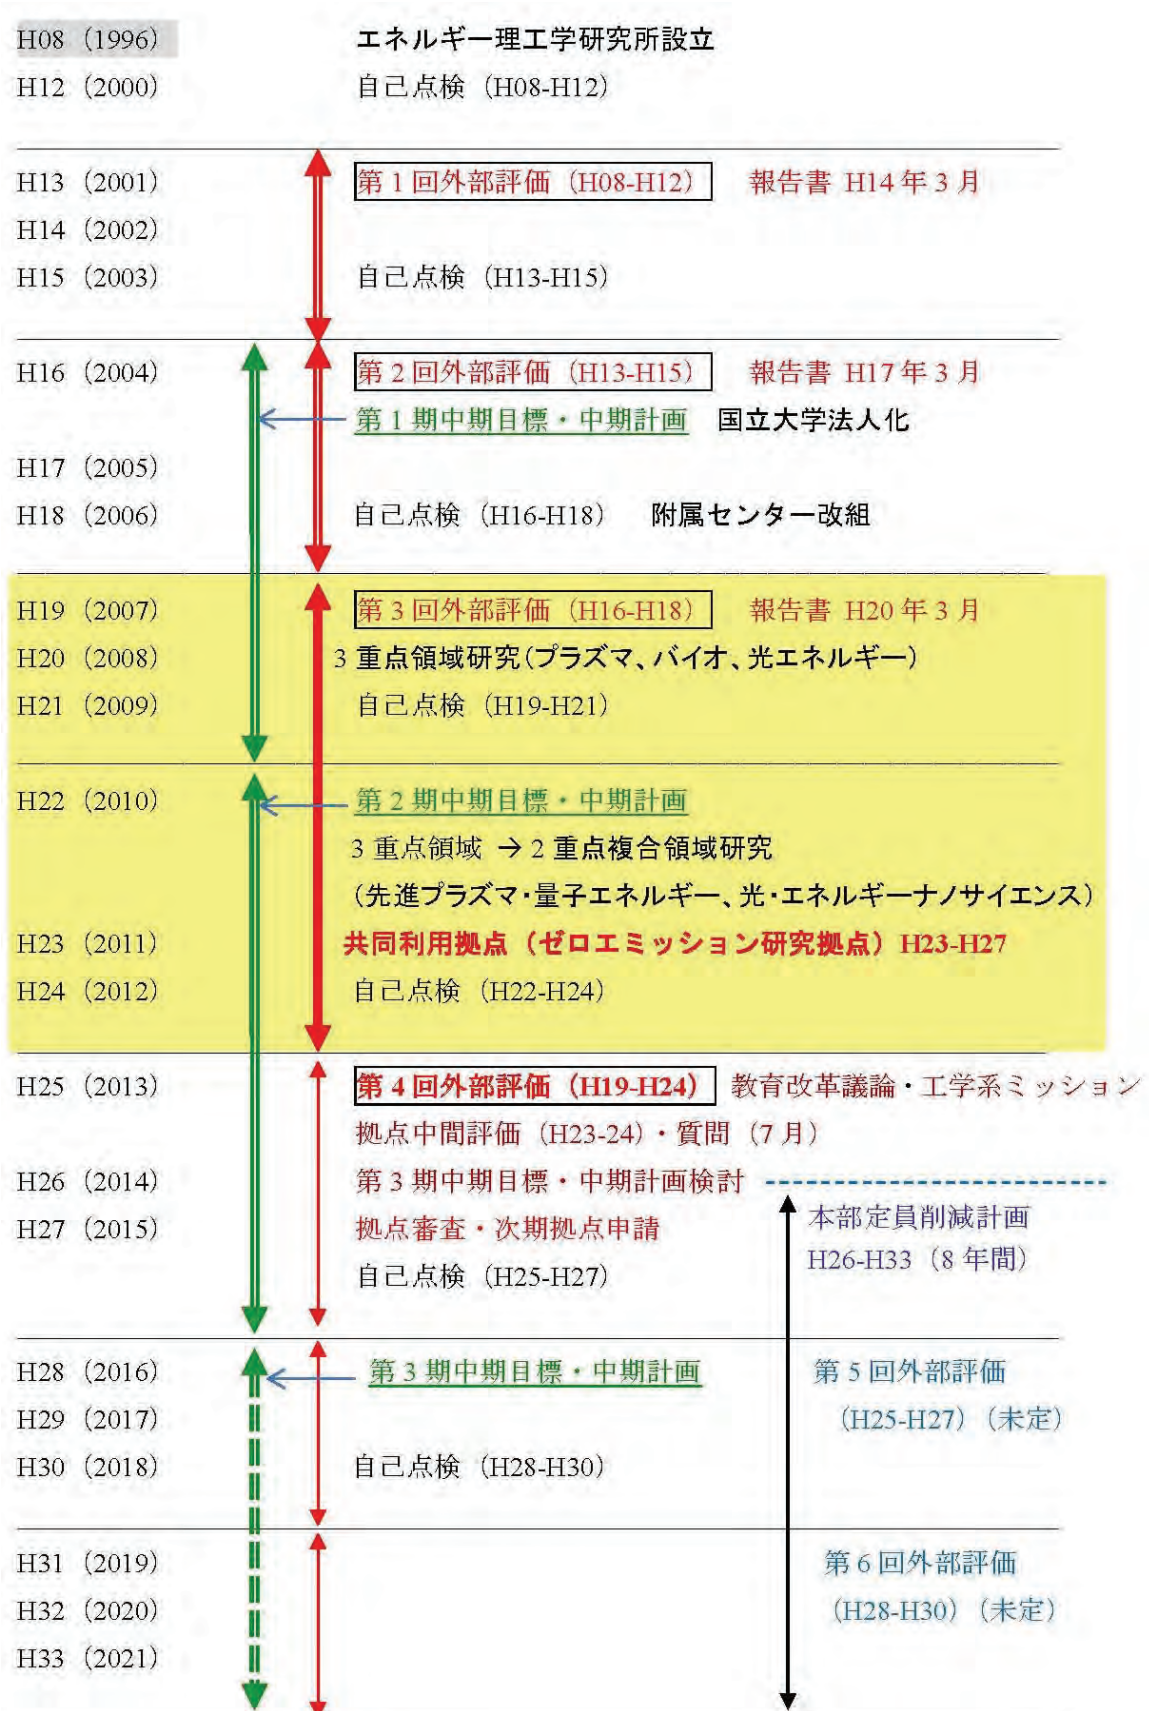 H08（1996） エネルギー理工学研究所設立
H12（2000） 自己点検（H08-H12）
H13（2001） 第1回外部評価（H08-H12） 報告書 H14年3月
H14（2002）
H15（2003） 自己点検（H13-H15）
H16（2004） 第2回外部評価（H13-H15） 報告書 H17年3月
第1期中期目標・中期計画 国立大学法人化
H17（2005）
H18（2006） 自己点検（H16-H18） 附属センター改組
H19（2007） 第3回外部評価（H16-H18） 報告書 H20年3月
H20（2008） 3重点領域研究（プラズマ、バイオ、光エネルギー）
H21（2009） 自己点検（H19-H21）
H22（2010） 第2期中期目標・中期計画
3重点領域 → 2重点複合領域研究
（先進プラズマ・量子エネルギー、光・エネルギーナノサイエンス）
H23（2011） 共同利用拠点（ゼロエミッション研究拠点）H23-H27
H24（2012） 自己点検（H22-H24）
H25（2013） 第4回外部評価（H19-H24） 教育改革議論・工学系ミッション
拠点中間評価（H23-24）・質問（7月）
H26（2014） 第3期中期目標・中期計画検討
H27（2015） 拠点審査・次期拠点申請 本部定員削減計画
H26-H33（8年間）
自己点検（H25-H27）
H28（2016） 第3期中期目標・中期計画 第5回外部評価
H29（2017） （H25-H27）（未定）
H30（2018） 自己点検（H28-H30）
H31（2019） 第6回外部評価
H32（2020） （H28-H30）（未定）
H33（2021）